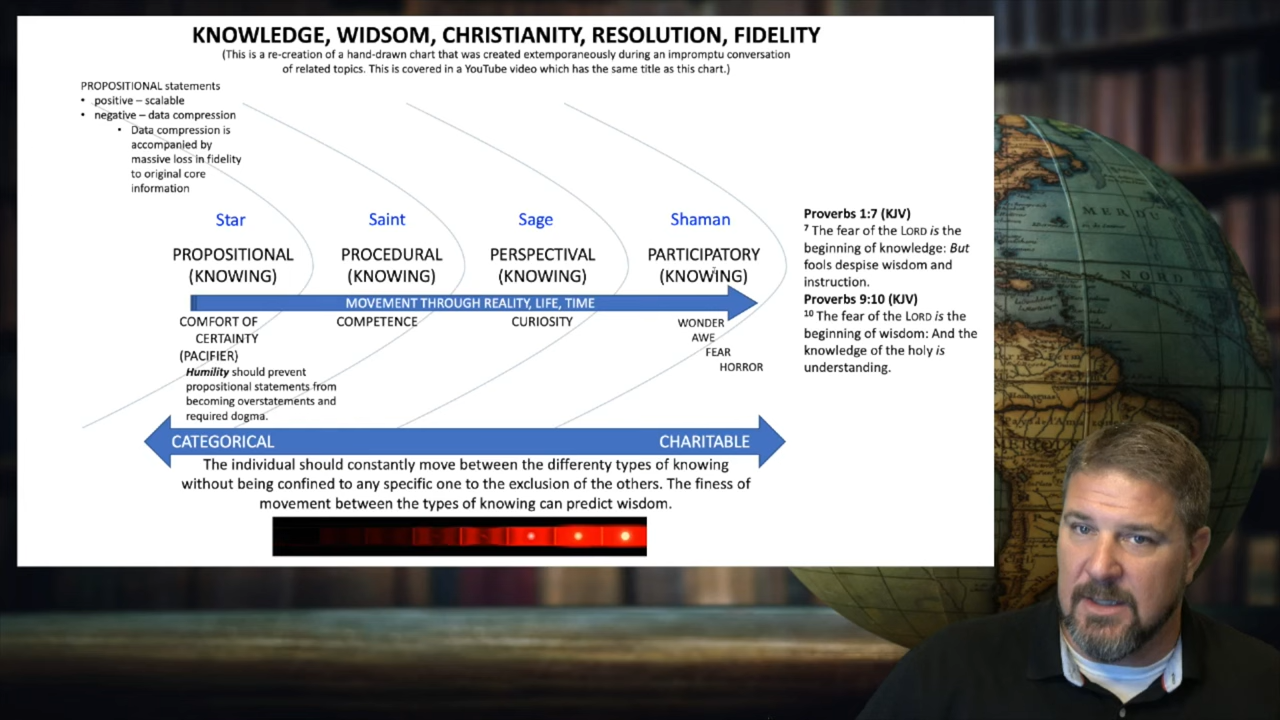 KNOWLEDGE, WIDSOM, CHRISTIANITY, RESOLUTION, FIDELITY
(This is a re-creation of a hand-drawn chart that was created extemporaneously during an impromptu conversation
of related topics. This is covered in a YouTube video which has the same title as this chart.)
PROPOSITIONAL statements
• positive – scalable
• negative – data compression
• Data compression is
accompanied by
massive loss in fidelity
to original core
information
Star
Saint
Sage
Shaman
PROPOSITIONAL
(KNOWING)
PROCEDURAL
(KNOWING)
PERSPECTIVAL
(KNOWING)
PARTICIPATORY
(KNOWING)
MOVEMENT THROUGH REALITY, LIFE, TIME
COMFORT OF
CERTAINTY
(PACIFIER)
Humility should prevent
propositional statements from
becoming overstatements and
required dogma.
COMPETENCE
CURIOSITY
WONDER
AWE
FEAR
HORROR
CATEGORICAL
CHARITABLE
The individual should constantly move between the differenty types of knowing
without being confined to any specific one to the exclusion of the others. The finess of
movement between the types of knowing can predict wisdom.
Proverbs 1:7 (KJV)
7 The fear of the LORD is the
beginning of knowledge: But
fools despise wisdom and
instruction.
Proverbs 9:10 (KJV)
10 The fear of the LORD is the
beginning of wisdom: And the
knowledge of the holy is
understanding.
MER DU
NORD